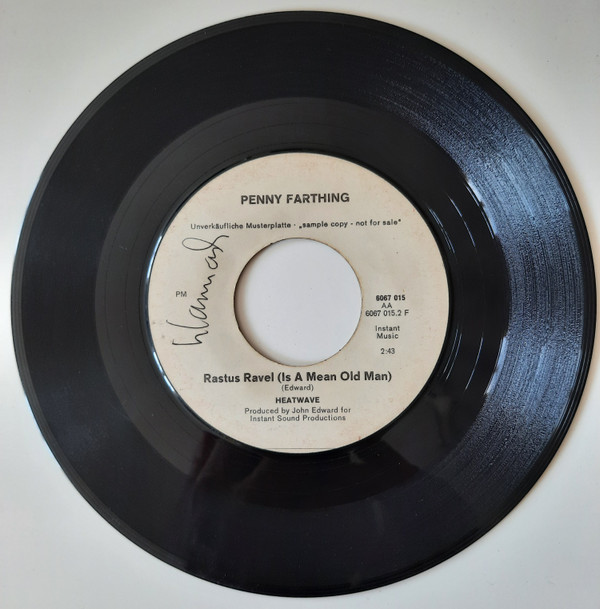 PENNY FARTHING
Unverkäufliche Musterplatte - „sample copy - not for sale"
PM
6067 015
AA
6067 015.2 F
Instant
Music
2:43
Rastus Ravel (Is A Mean Old Man)
(Edward)
HEATWAVE
Produced by John Edward for
Instant Sound Productions